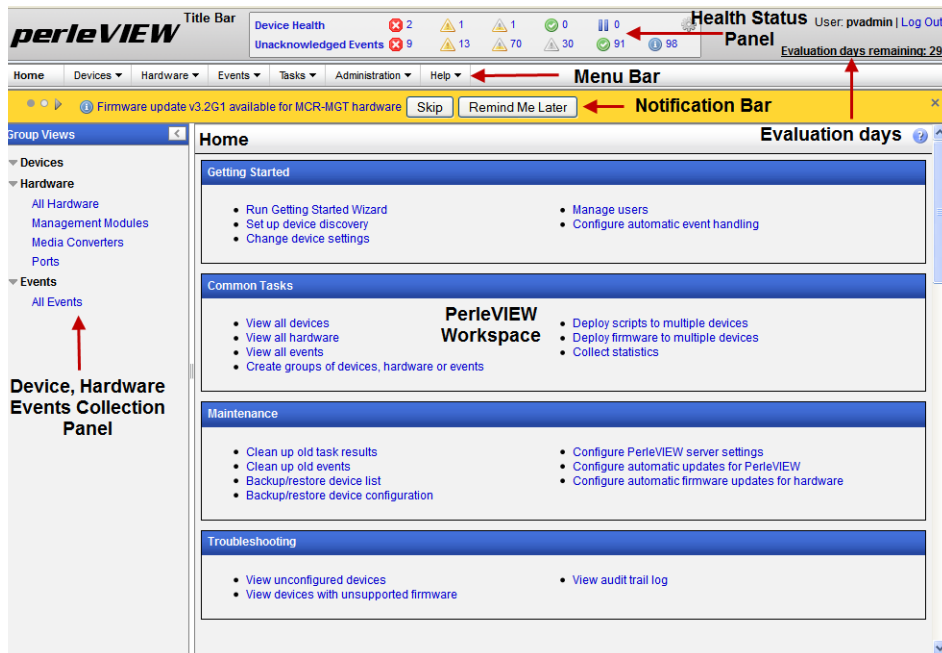 perleVIEW
Title Bar
Device Health 2 1 1 0 0
Unacknowledged Events 9 13 70 30 91 98
Health Status
Panel
User: pvadmin | Log Out
Evaluation days remaining: 29
Home Devices Hardware Events Tasks Administration Help
Menu Bar
Firmware update v3.2G1 available for MCR-MGT hardware Skip Remind Me Later
Notification Bar
Group Views
Home
Evaluation days
Devices
Hardware
All Hardware
Management Modules
Media Converters
Ports
Events
All Events
Device, Hardware
Events Collection
Panel
Getting Started
Run Getting Started Wizard
Set up device discovery
Change device settings
Manage users
Configure automatic event handling
Common Tasks
View all devices
View all hardware
View all events
Create groups of devices, hardware or events
PerleVIEW
Workspace
Deploy scripts to multiple devices
Deploy firmware to multiple devices
Collect statistics
Maintenance
Clean up old task results
Clean up old events
Backup/restore device list
Backup/restore device configuration
Configure PerleVIEW server settings
Configure automatic updates for PerleVIEW
Configure automatic firmware updates for hardware
Troubleshooting
View unconfigured devices
View devices with unsupported firmware
View audit trail log